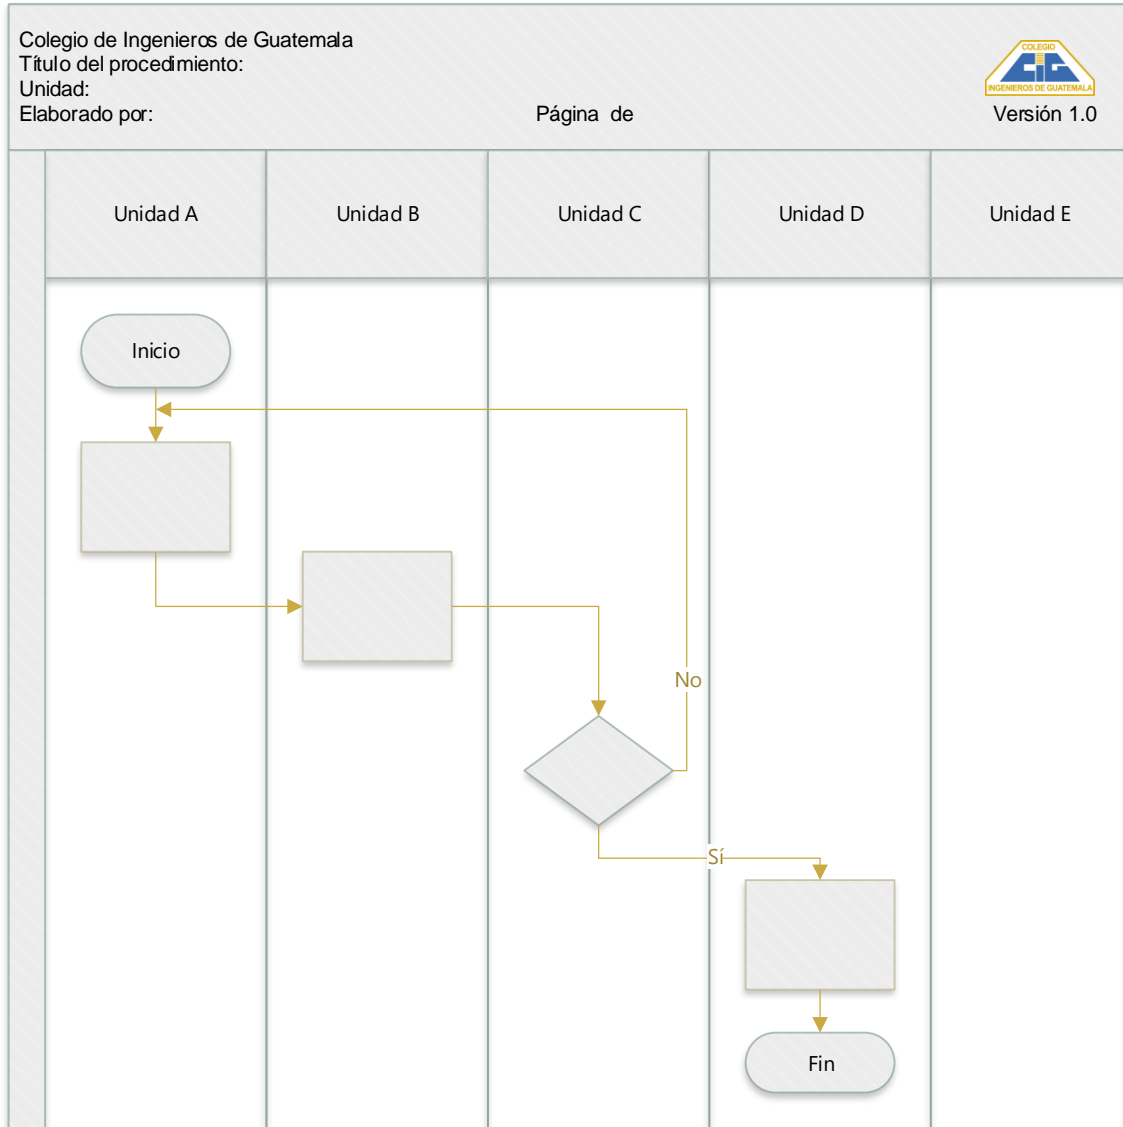 Colegio de Ingenieros de Guatemala
Título del procedimiento:
Unidad:
Elaborado por:
Página de
COLEGIO
CIG
INGENIEROS DE GUATEMALA
Versión 1.0
Unidad A
Unidad B
Unidad C
Unidad D
Unidad E
Inicio
No
Sí
Fin